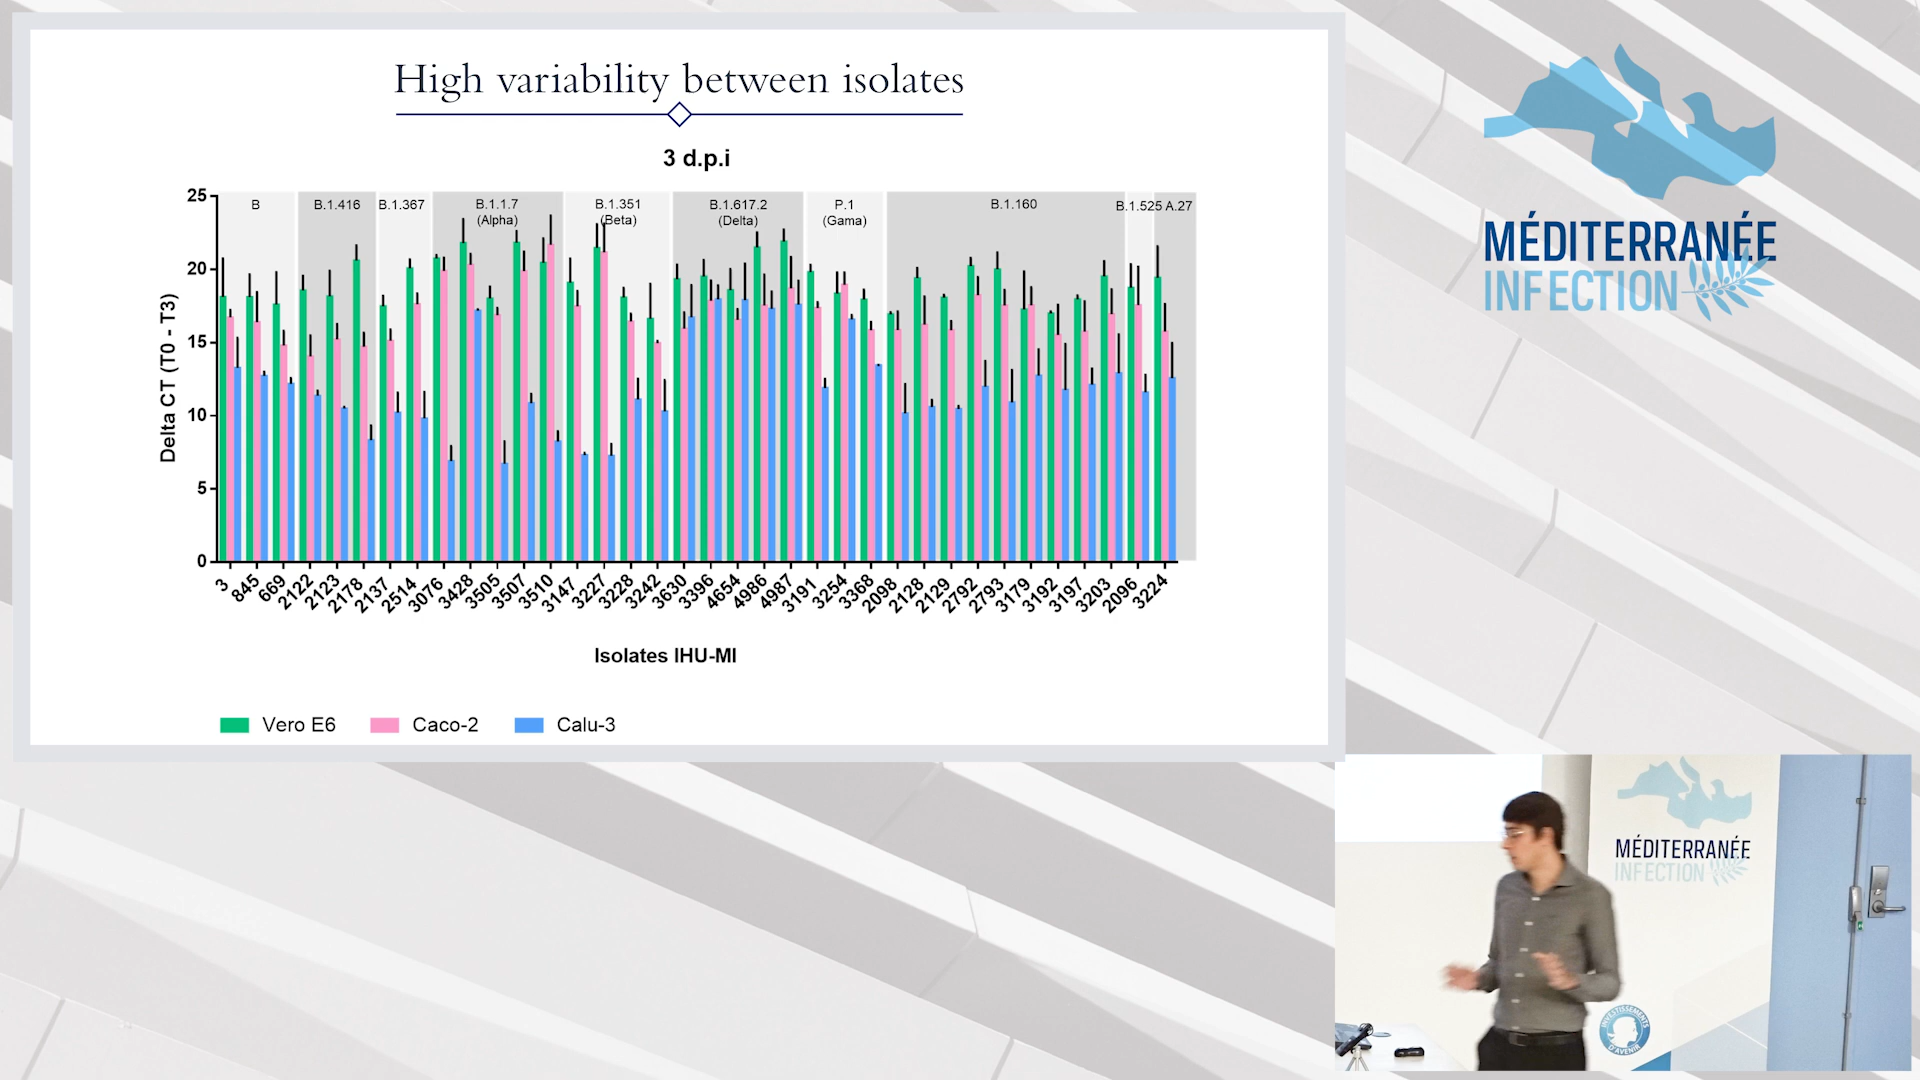 High variability between isolates
3 d.p.i
Delta CT (T0 - T3)
25
20
15
10
5
0
B
B.1.416
B.1.367
B.1.1.7
(Alpha)
B.1.351
(Beta)
B.1.617.2
(Delta)
P.1
(Gama)
B.1.160
B.1.525
A.27
3
845
669
2122
2123
2178
2137
2514
3076
3428
3505
3507
3510
3147
3227
3228
3242
3630
3396
4654
4986
4987
3191
3254
3368
2098
2128
2129
2792
2793
3179
3192
3197
3203
2096
3224
Isolates IHU-MI
Vero E6
Caco-2
Calu-3
MÉDITERRANÉE
INFECTION
MÉDITERRANÉE
INFECTION
INVESTISSEMENTS
D'AVENIR